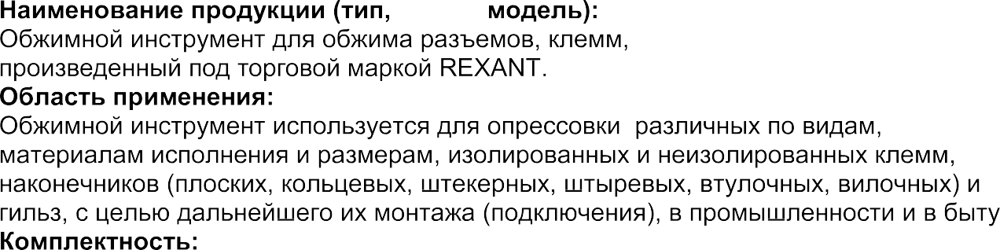 Наименование продукции (тип, модель):
Обжимной инструмент для обжима разъемов, клемм,
произведенный под торговой маркой REXANT.
Область применения:
Обжимной инструмент используется для опрессовки различных по видам,
материалам исполнения и размерам, изолированных и неизолированных клемм,
наконечников (плоских, кольцевых, штекерных, штыревых, втулочных, вилочных) и
гильз, с целью дальнейшего их монтажа (подключения), в промышленности и в быту
Комплектность: